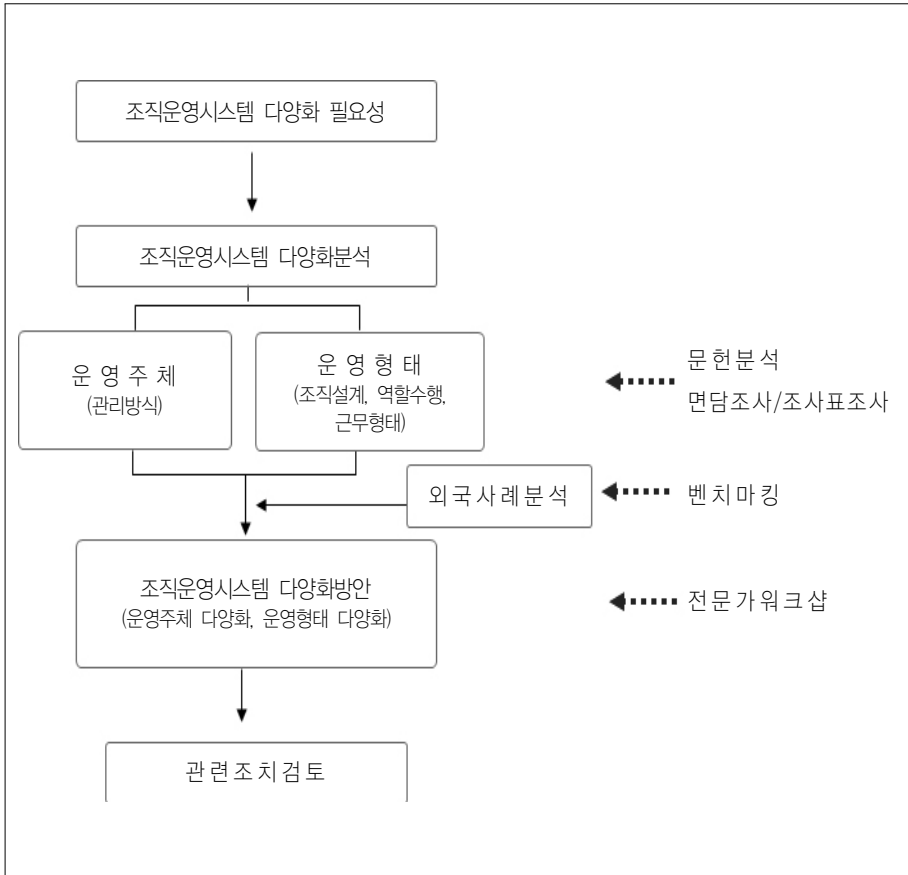 조직운영시스템 다양화 필요성
조직운영시스템 다양화분석
운영주체
(관리방식)
운영형태
(조직설계, 역할수행,
근무형태)
문헌분석
면담조사/조사표조사
외국사례분석
벤치마킹
조직운영시스템 다양화방안
(운영주체 다양화, 운영형태 다양화)
전문가워크샵
관련조치검토